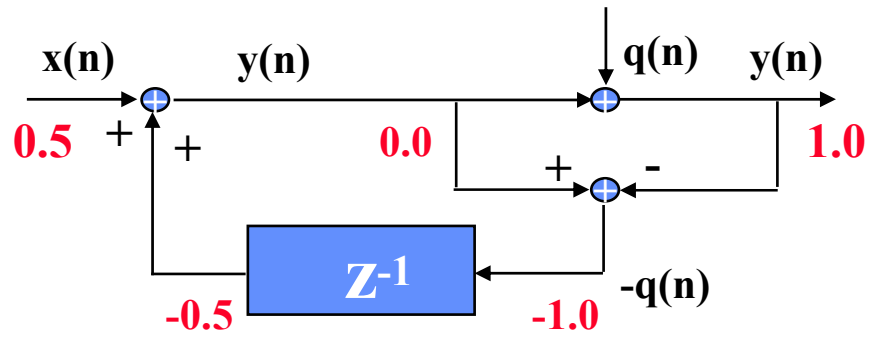 x(n) y(n) q(n) y(n)
0.5 + + 0.0 + - 1.0
z-1
-0.5 -1.0 -q(n)